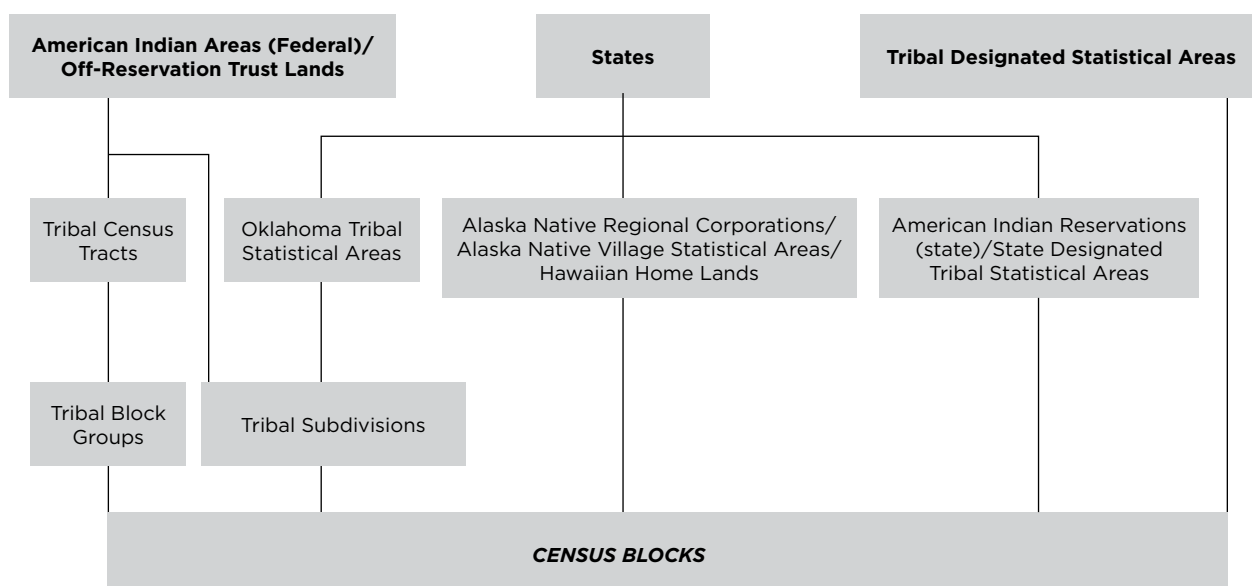 American Indian Areas (Federal)/
Off-Reservation Trust Lands
States
Tribal Designated Statistical Areas
Tribal Census
Tracts
Oklahoma Tribal
Statistical Areas
Alaska Native Regional Corporations/
Alaska Native Village Statistical Areas/
Hawaiian Home Lands
American Indian Reservations
(state)/State Designated
Tribal Statistical Areas
Tribal Block
Groups
Tribal Subdivisions
CENSUS BLOCKS